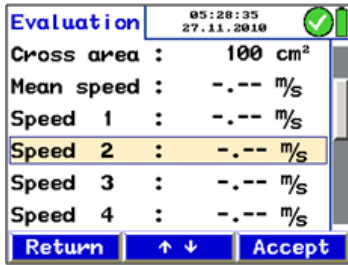 Evaluation
05:28:35
27.11.2010
Cross area : 100 cm²
Mean speed : -.-- m/s
Speed 1 : -.-- m/s
Speed 2 : -.-- m/s
Speed 3 : -.-- m/s
Speed 4 : -.-- m/s
Return ↑ ↓ Accept